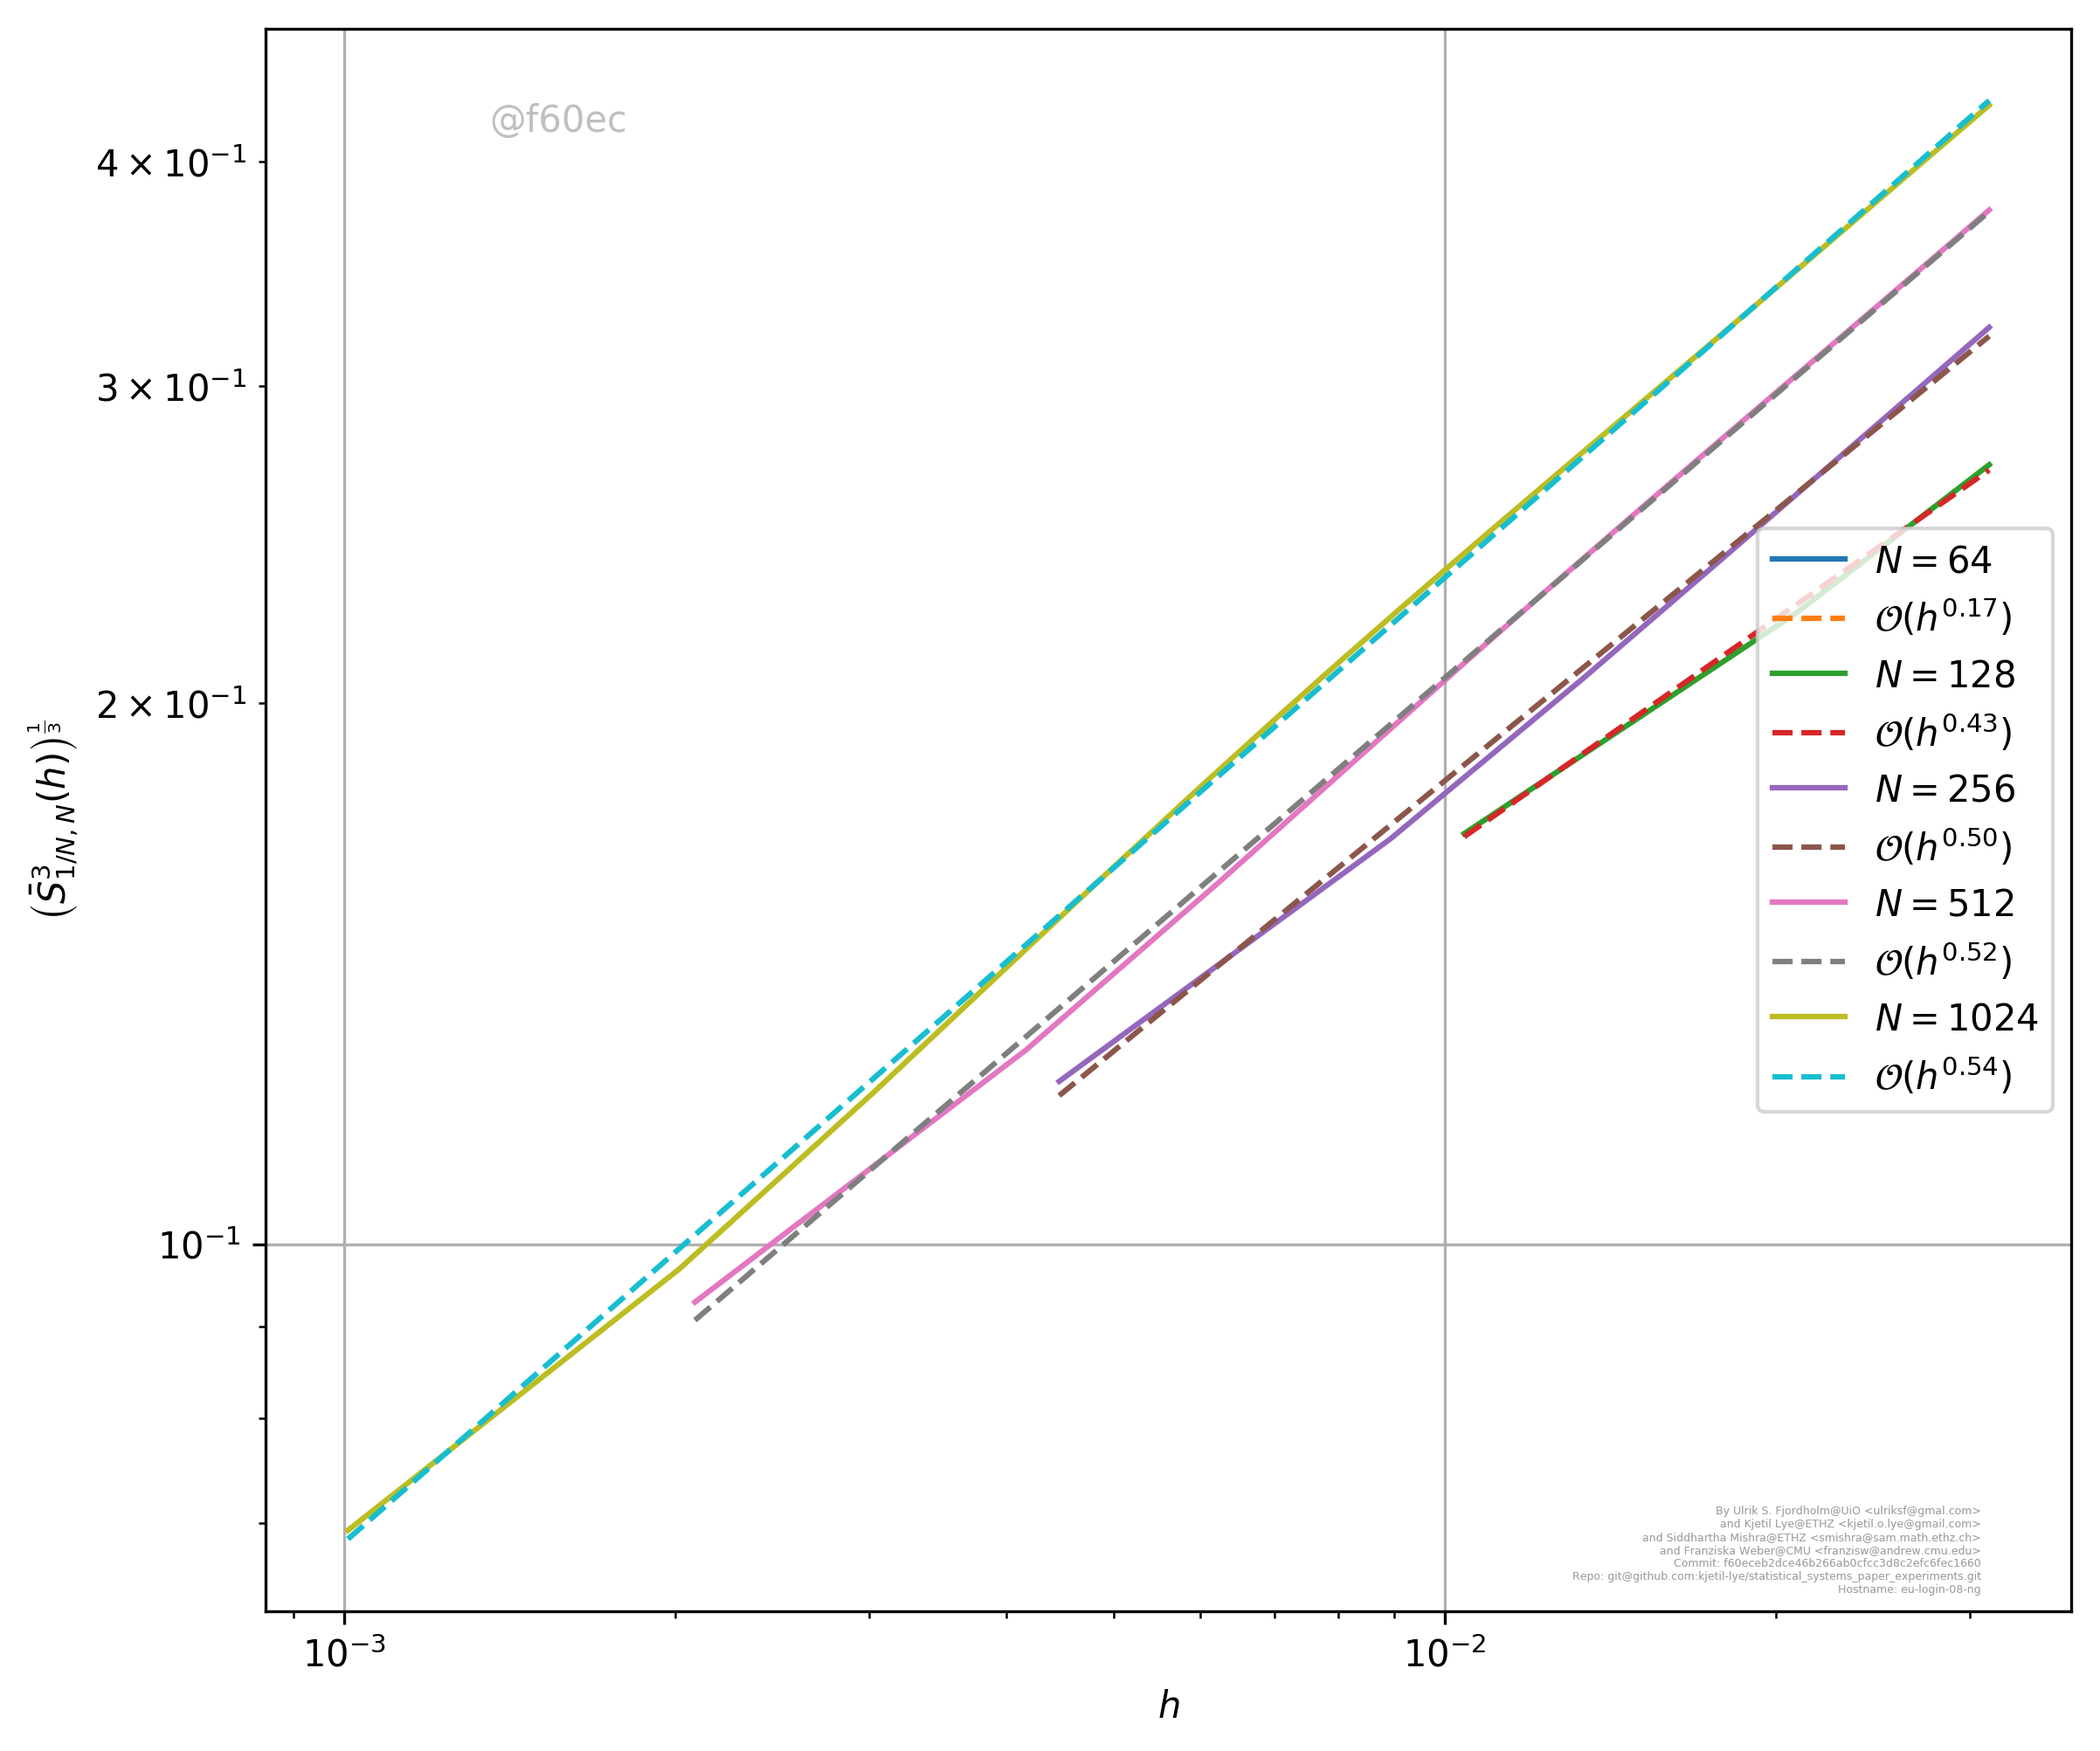 @f60ec
4 × 10⁻¹
3 × 10⁻¹
2 × 10⁻¹
10⁻¹
(S̄³₁/N, N(h))^(1/3)
N = 64
𝒪(h^0.17)
N = 128
𝒪(h^0.43)
N = 256
𝒪(h^0.50)
N = 512
𝒪(h^0.52)
N = 1024
𝒪(h^0.54)
By Ulrik S. Fjordholm@UiO <ulriksf@gmal.com>
and Kjetil Lye@ETHZ <kjetil.o.lye@gmail.com>
and Siddhartha Mishra@ETHZ <smishra@sam.math.ethz.ch>
and Franziska Weber@CMU <franzisw@andrew.cmu.edu>
Commit: f60eceb2dce46b266ab0cfcc3d8c2efc6fec1660
Repo: git@github.com:kjetil-lye/statistical_systems_paper_experiments.git
Hostname: eu-login-08-ng
10⁻³
10⁻²
h